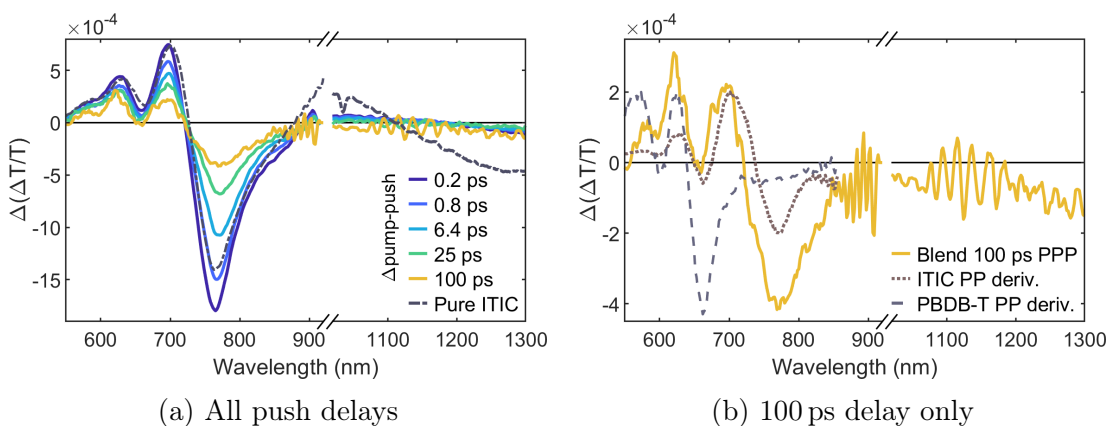 ×10⁻⁴
5
0
-5
-10
-15
Δ(ΔT/T)
Δpump-push
0.2 ps
0.8 ps
6.4 ps
25 ps
100 ps
Pure ITIC
600 700 800 900 1100 1200 1300
Wavelength (nm)
(a) All push delays
×10⁻⁴
2
0
-2
-4
Δ(ΔT/T)
Blend 100 ps PPP
ITIC PP deriv.
PBDB-T PP deriv.
600 700 800 900 1100 1200 1300
Wavelength (nm)
(b) 100 ps delay only